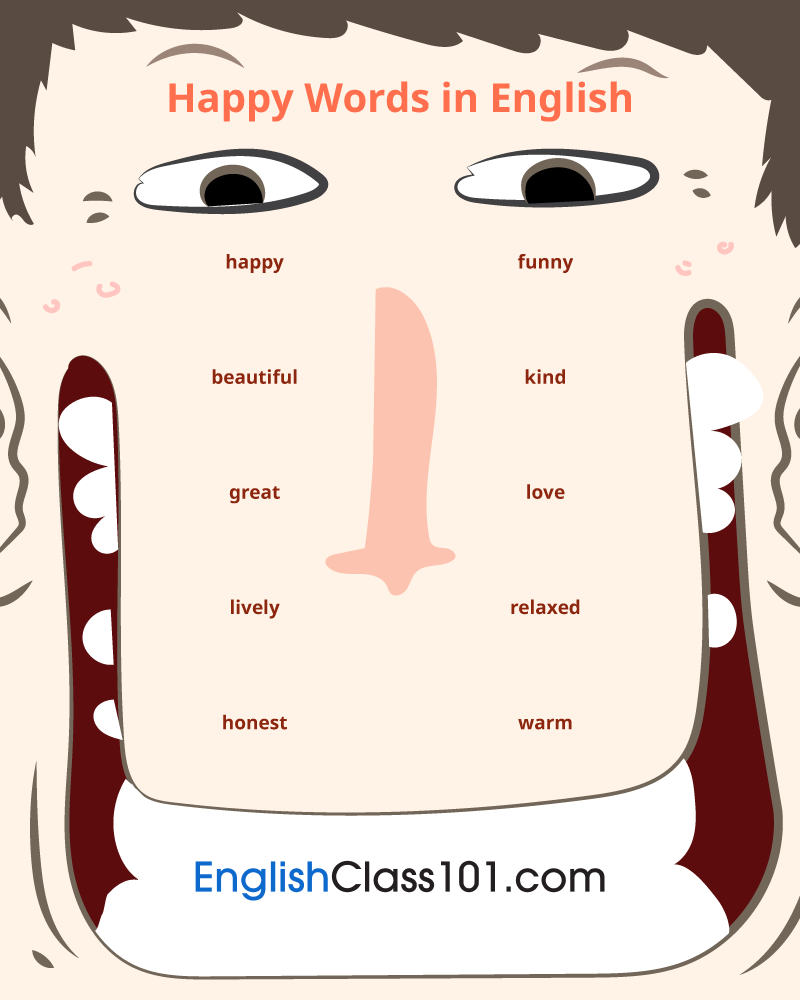 Happy Words in English
happy
funny
beautiful
kind
great
love
lively
relaxed
honest
warm
EnglishClass101.com